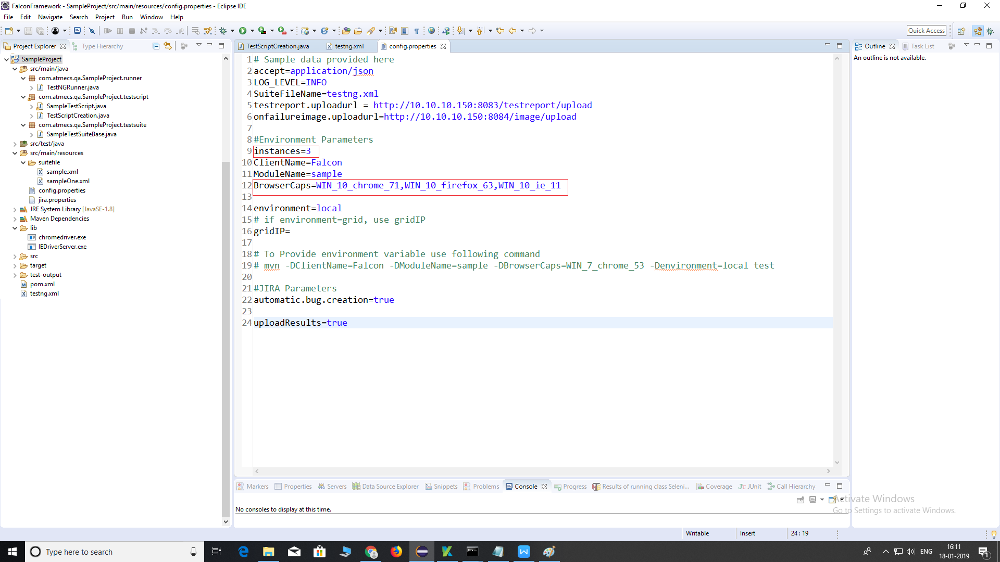 FalconFramework - SampleProject/src/main/resources/config.properties - Eclipse IDE
File Edit Navigate Search Project Run Window Help
Quick Access
Project Explorer Type Hierarchy
SampleProject
src/main/java
com.atmecs.qa.SampleProject.runner
TestNGRunner.java
com.atmecs.qa.SampleProject.testscript
SampleTestScript.java
TestScriptCreation.java
com.atmecs.qa.SampleProject.testsuite
SampleTestSuiteBase.java
src/test/java
src/main/resources
suitefile
sample.xml
sampleOne.xml
config.properties
jira.properties
JRE System Library [JavaSE-1.8]
Maven Dependencies
lib
chromedriver.exe
IEDriverServer.exe
src
target
test-output
pom.xml
testng.xml
TestScriptCreation.java testng.xml config.properties
1 # Sample data provided here
2 accept=application/json
3 LOG_LEVEL=INFO
4 SuiteFileName=testng.xml
5 testreport.uploadurl = http://10.10.10.150:8083/testreport/upload
6 onfailureimage.uploadurl=http://10.10.10.150:8084/image/upload
7
8 #Environment Parameters
9 instances=3
10 ClientName=Falcon
11 ModuleName=sample
12 BrowserCaps=WIN_10_chrome_71,WIN_10_firefox_63,WIN_10_ie_11
13
14 environment=local
15 # if environment=grid, use gridIP
16 gridIP=
17
18 # To Provide environment variable use following command
19 # mvn -DClientName=Falcon -DModuleName=sample -DBrowserCaps=WIN_7_chrome_53 -Denvironment=local test
20
21 #JIRA Parameters
22 automatic.bug.creation=true
23
24 uploadResults=true
Outline Task List
An outline is not available.
Markers Properties Servers Data Source Explorer Snippets Problems Console Progress Results of running class Seleni... Coverage JUnit Call Hierarchy
No consoles to display at this time.
Activate Windows
Go to Settings to activate Windows.
Writable Insert 24 : 19
Type here to search
ENG
16:11
18-01-2019
1